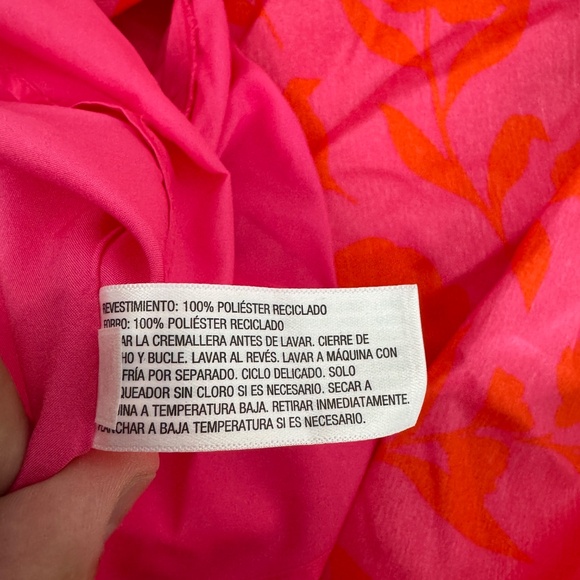 REVESTIMIENTO: 100% POLIÉSTER RECICLADO
FORRO: 100% POLIÉSTER RECICLADO
AR LA CREMALLERA ANTES DE LAVAR. CIERRE DE
HO Y BUCLE. LAVAR AL REVÉS. LAVAR A MÁQUINA CON
FRÍA POR SEPARADO. CICLO DELICADO. SOLO
QUEADOR SIN CLORO SI ES NECESARIO. SECAR A
INA A TEMPERATURA BAJA. RETIRAR INMEDIATAMENTE.
CHAR A BAJA TEMPERATURA SI ES NECESARIO.